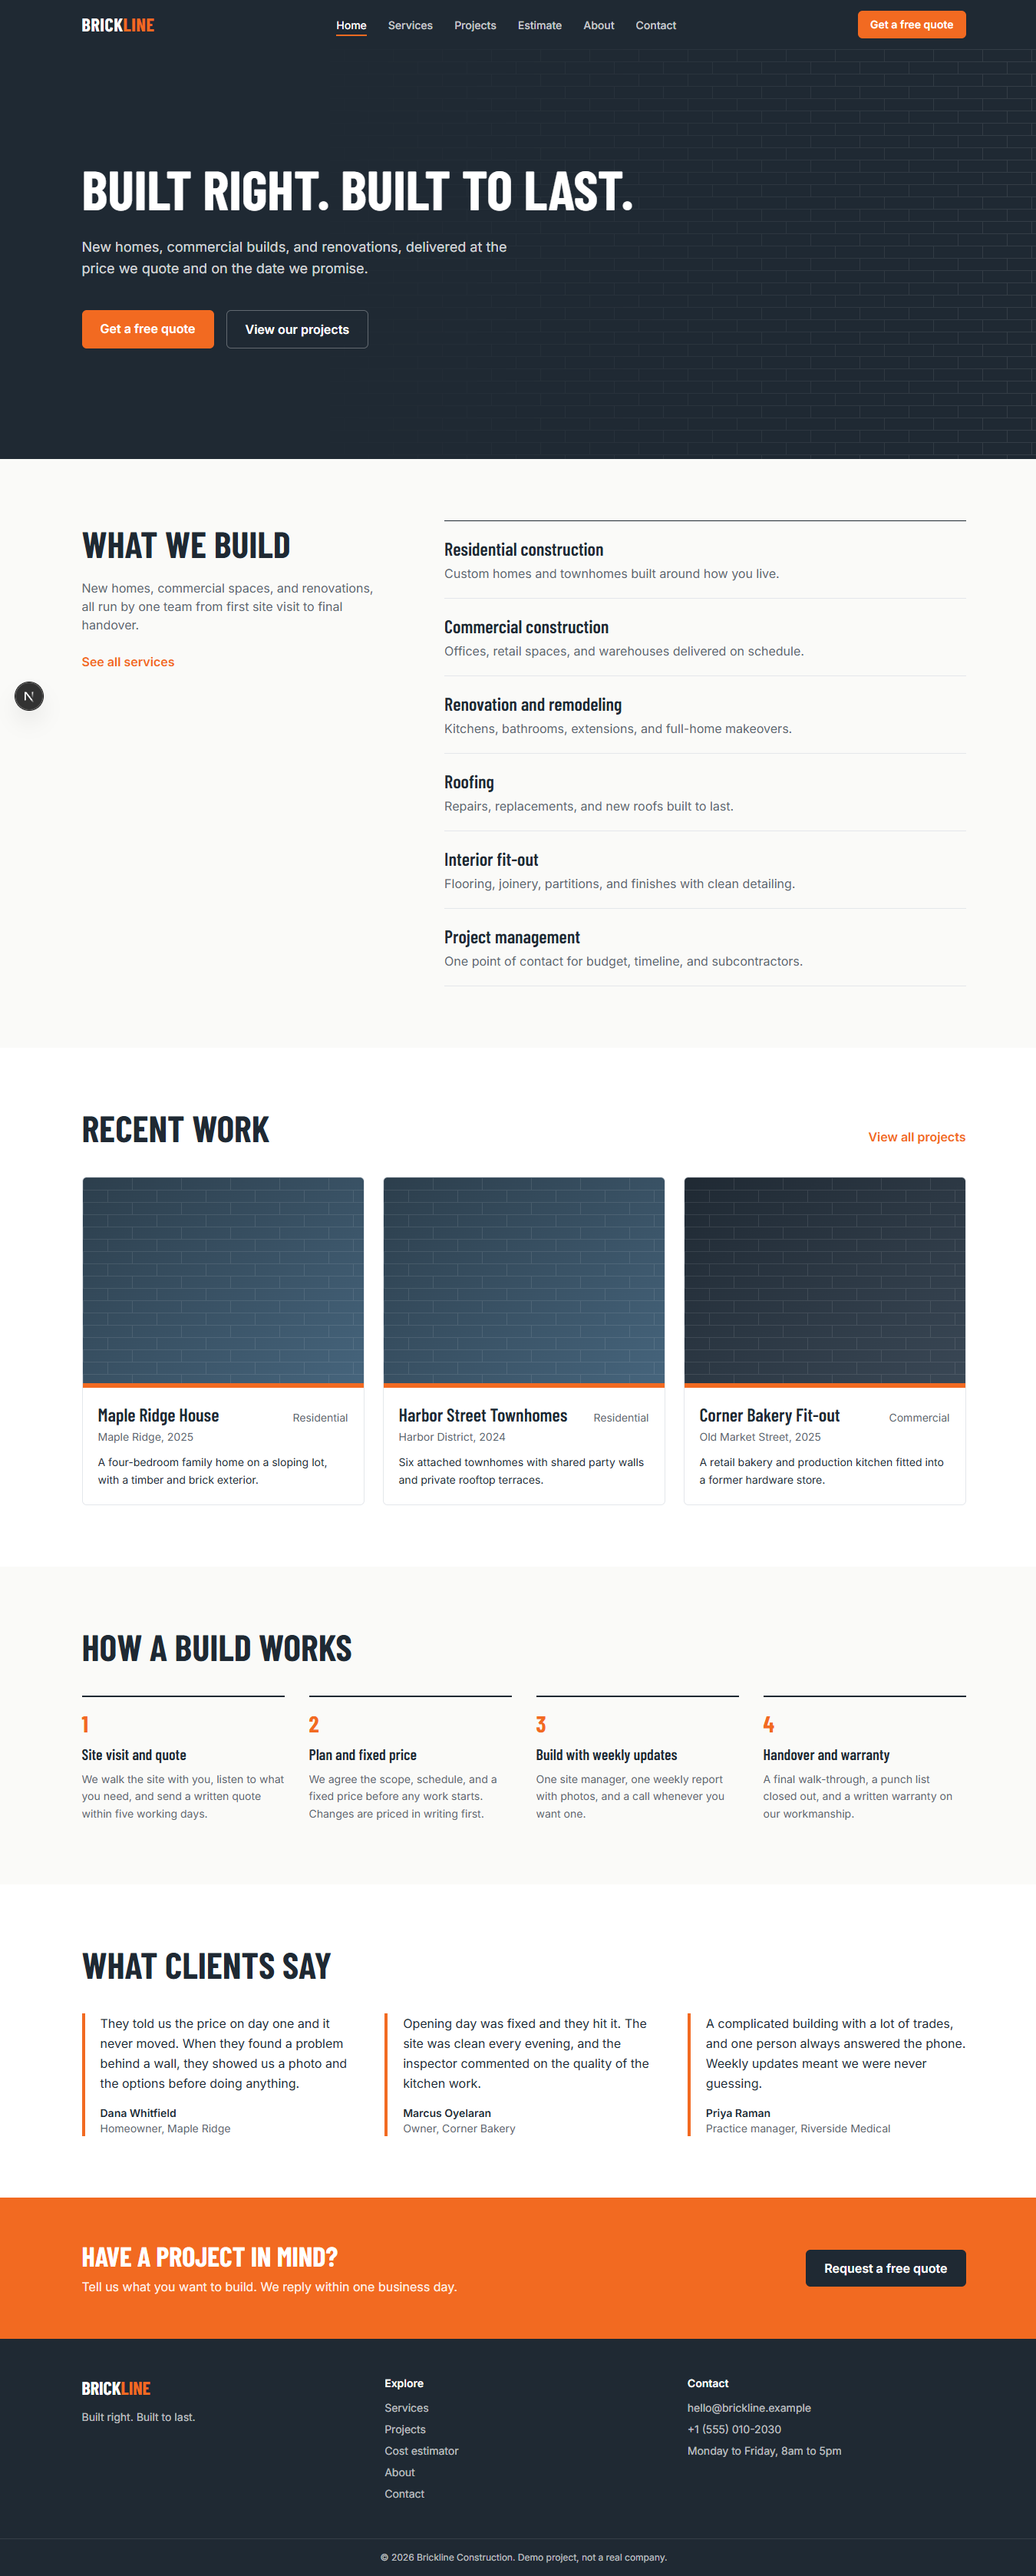 BRICKLINE
Home Services Projects Estimate About Contact
Get a free quote
BUILT RIGHT. BUILT TO LAST.
New homes, commercial builds, and renovations, delivered at the
price we quote and on the date we promise.
Get a free quote
View our projects
WHAT WE BUILD
New homes, commercial spaces, and renovations,
all run by one team from first site visit to final
handover.
See all services
N
Residential construction
Custom homes and townhomes built around how you live.
Commercial construction
Offices, retail spaces, and warehouses delivered on schedule.
Renovation and remodeling
Kitchens, bathrooms, extensions, and full-home makeovers.
Roofing
Repairs, replacements, and new roofs built to last.
Interior fit-out
Flooring, joinery, partitions, and finishes with clean detailing.
Project management
One point of contact for budget, timeline, and subcontractors.
RECENT WORK
View all projects
Maple Ridge House
Residential
Maple Ridge, 2025
A four-bedroom family home on a sloping lot,
with a timber and brick exterior.
Harbor Street Townhomes
Residential
Harbor District, 2024
Six attached townhomes with shared party walls
and private rooftop terraces.
Corner Bakery Fit-out
Commercial
Old Market Street, 2025
A retail bakery and production kitchen fitted into
a former hardware store.
HOW A BUILD WORKS
1
Site visit and quote
We walk the site with you, listen to what
you need, and send a written quote
within five working days.
2
Plan and fixed price
We agree the scope, schedule, and a
fixed price before any work starts.
Changes are priced in writing first.
3
Build with weekly updates
One site manager, one weekly report
with photos, and a call whenever you
want one.
4
Handover and warranty
A final walk-through, a punch list
closed out, and a written warranty on
our workmanship.
WHAT CLIENTS SAY
They told us the price on day one and it
never moved. When they found a problem
behind a wall, they showed us a photo and
the options before doing anything.
Dana Whitfield
Homeowner, Maple Ridge
Opening day was fixed and they hit it. The
site was clean every evening, and the
inspector commented on the quality of the
kitchen work.
Marcus Oyelaran
Owner, Corner Bakery
A complicated building with a lot of trades,
and one person always answered the phone.
Weekly updates meant we were never
guessing.
Priya Raman
Practice manager, Riverside Medical
HAVE A PROJECT IN MIND?
Tell us what you want to build. We reply within one business day.
Request a free quote
BRICKLINE
Built right. Built to last.
Explore
Services
Projects
Cost estimator
About
Contact
Contact
hello@brickline.example
+1 (555) 010-2030
Monday to Friday, 8am to 5pm
© 2026 Brickline Construction. Demo project, not a real company.